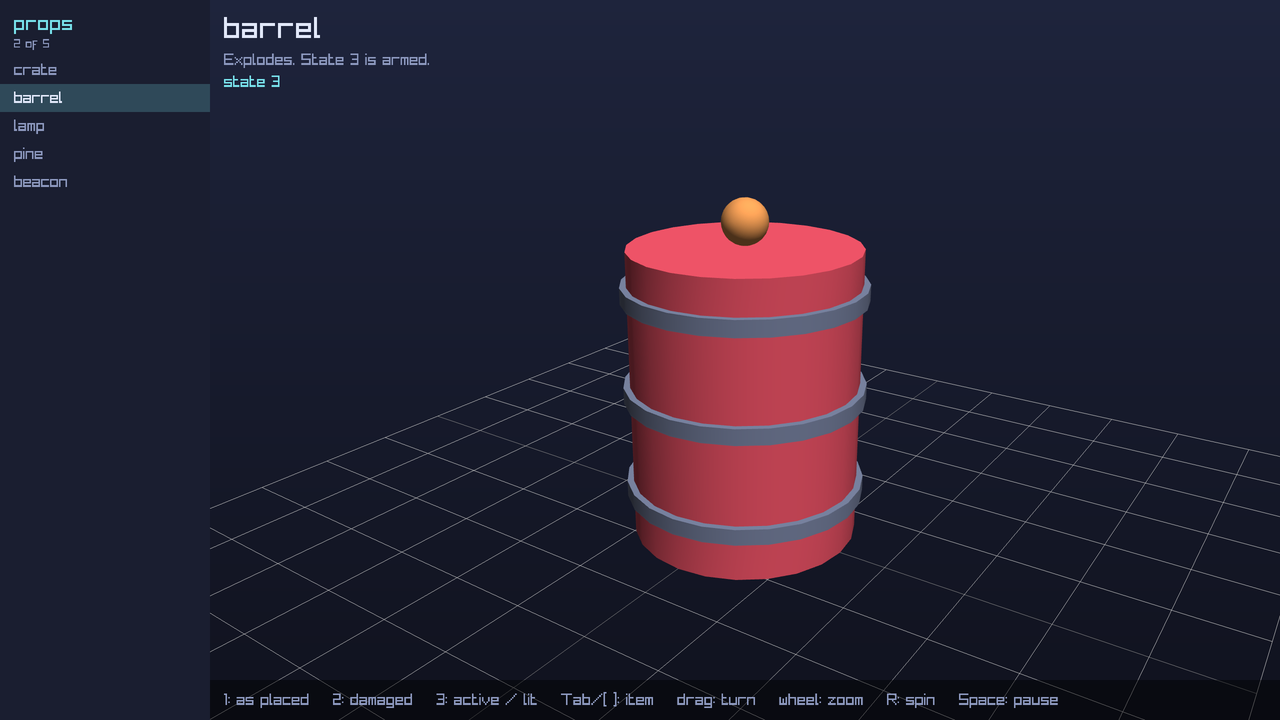 props
2 of 5
crate
barrel
lamp
pine
beacon
barrel
Explodes. State 3 is armed.
state 3
1: as placed 2: damaged 3: active / lit Tab/[ ]: item drag: turn wheel: zoom R: spin Space: pause